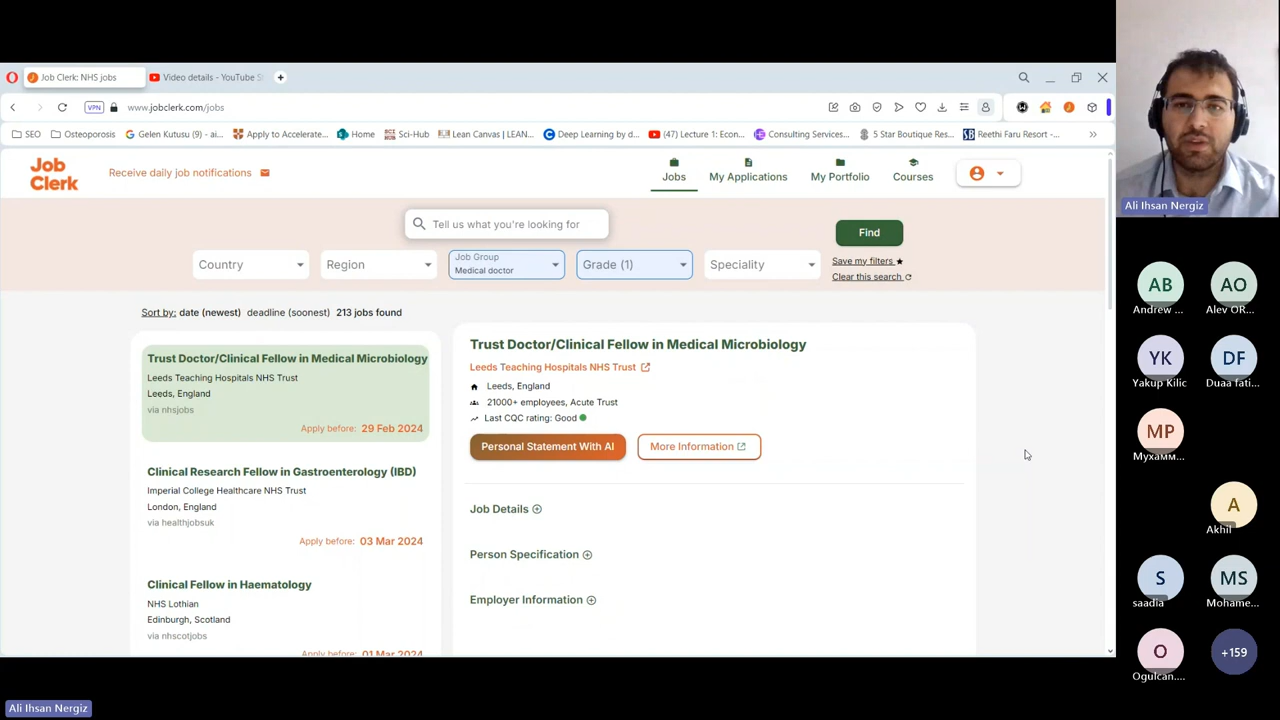 Job Clerk: NHS jobs
Video details - YouTube S
VPN
www.jobclerk.com/jobs
SEO
Osteoporosis
Gelen Kutusu (9) - ai...
Apply to Accelerate...
Home
Sci-Hub
Lean Canvas | LEAN...
Deep Learning by d...
(47) Lecture 1: Econ...
Consulting Services...
5 Star Boutique Res...
Reethi Faru Resort -...
Job Clerk
Receive daily job notifications
Jobs
My Applications
My Portfolio
Courses
Tell us what you're looking for
Find
Country
Region
Job Group
Medical doctor
Grade (1)
Speciality
Save my filters
Clear this search
Sort by: date (newest) deadline (soonest) 213 jobs found
Trust Doctor/Clinical Fellow in Medical Microbiology
Leeds Teaching Hospitals NHS Trust
Leeds, England
via nhsjobs
Apply before: 29 Feb 2024
Clinical Research Fellow in Gastroenterology (IBD)
Imperial College Healthcare NHS Trust
London, England
via healthjobsuk
Apply before: 03 Mar 2024
Clinical Fellow in Haematology
NHS Lothian
Edinburgh, Scotland
via nhscotjobs
Apply before: 01 Mar 2024
Trust Doctor/Clinical Fellow in Medical Microbiology
Leeds Teaching Hospitals NHS Trust
Leeds, England
21000+ employees, Acute Trust
Last CQC rating: Good
Personal Statement With AI
More Information
Job Details
Person Specification
Employer Information
Ali Ihsan Nergiz
AB
Andrew ...
AO
Alev OR...
YK
Yakup Kilic
DF
Duaa fati...
MP
Мухамм...
A
Akhil
S
saadia
MS
Mohame...
O
Ogulcan....
+159
Ali Ihsan Nergiz